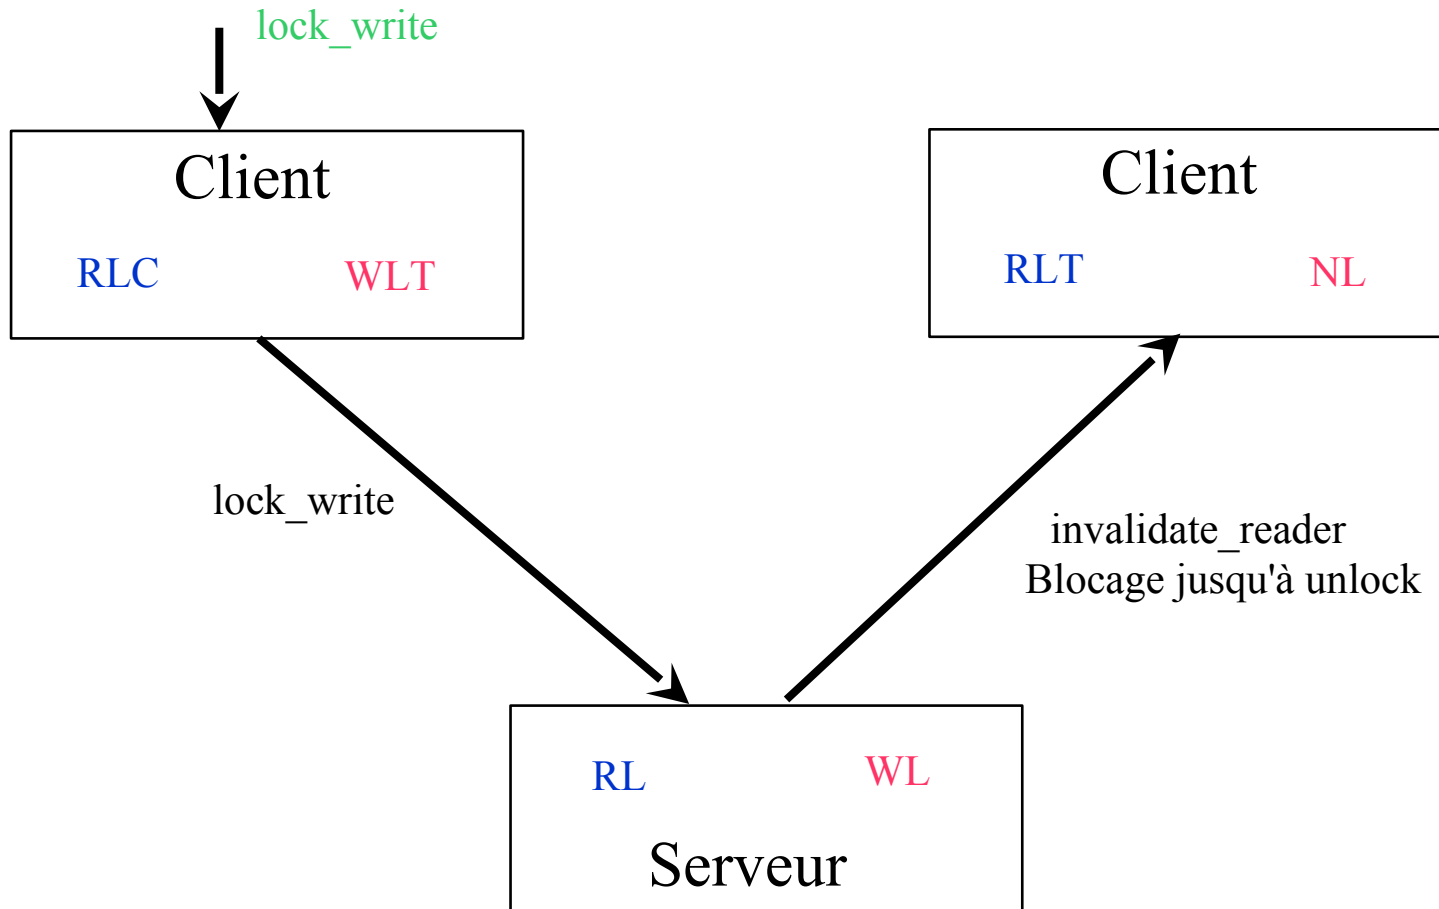 lock_write
Client
RLC WLT
Client
RLT NL
lock_write
invalidate_reader
Blocage jusqu'à unlock
RL WL
Serveur